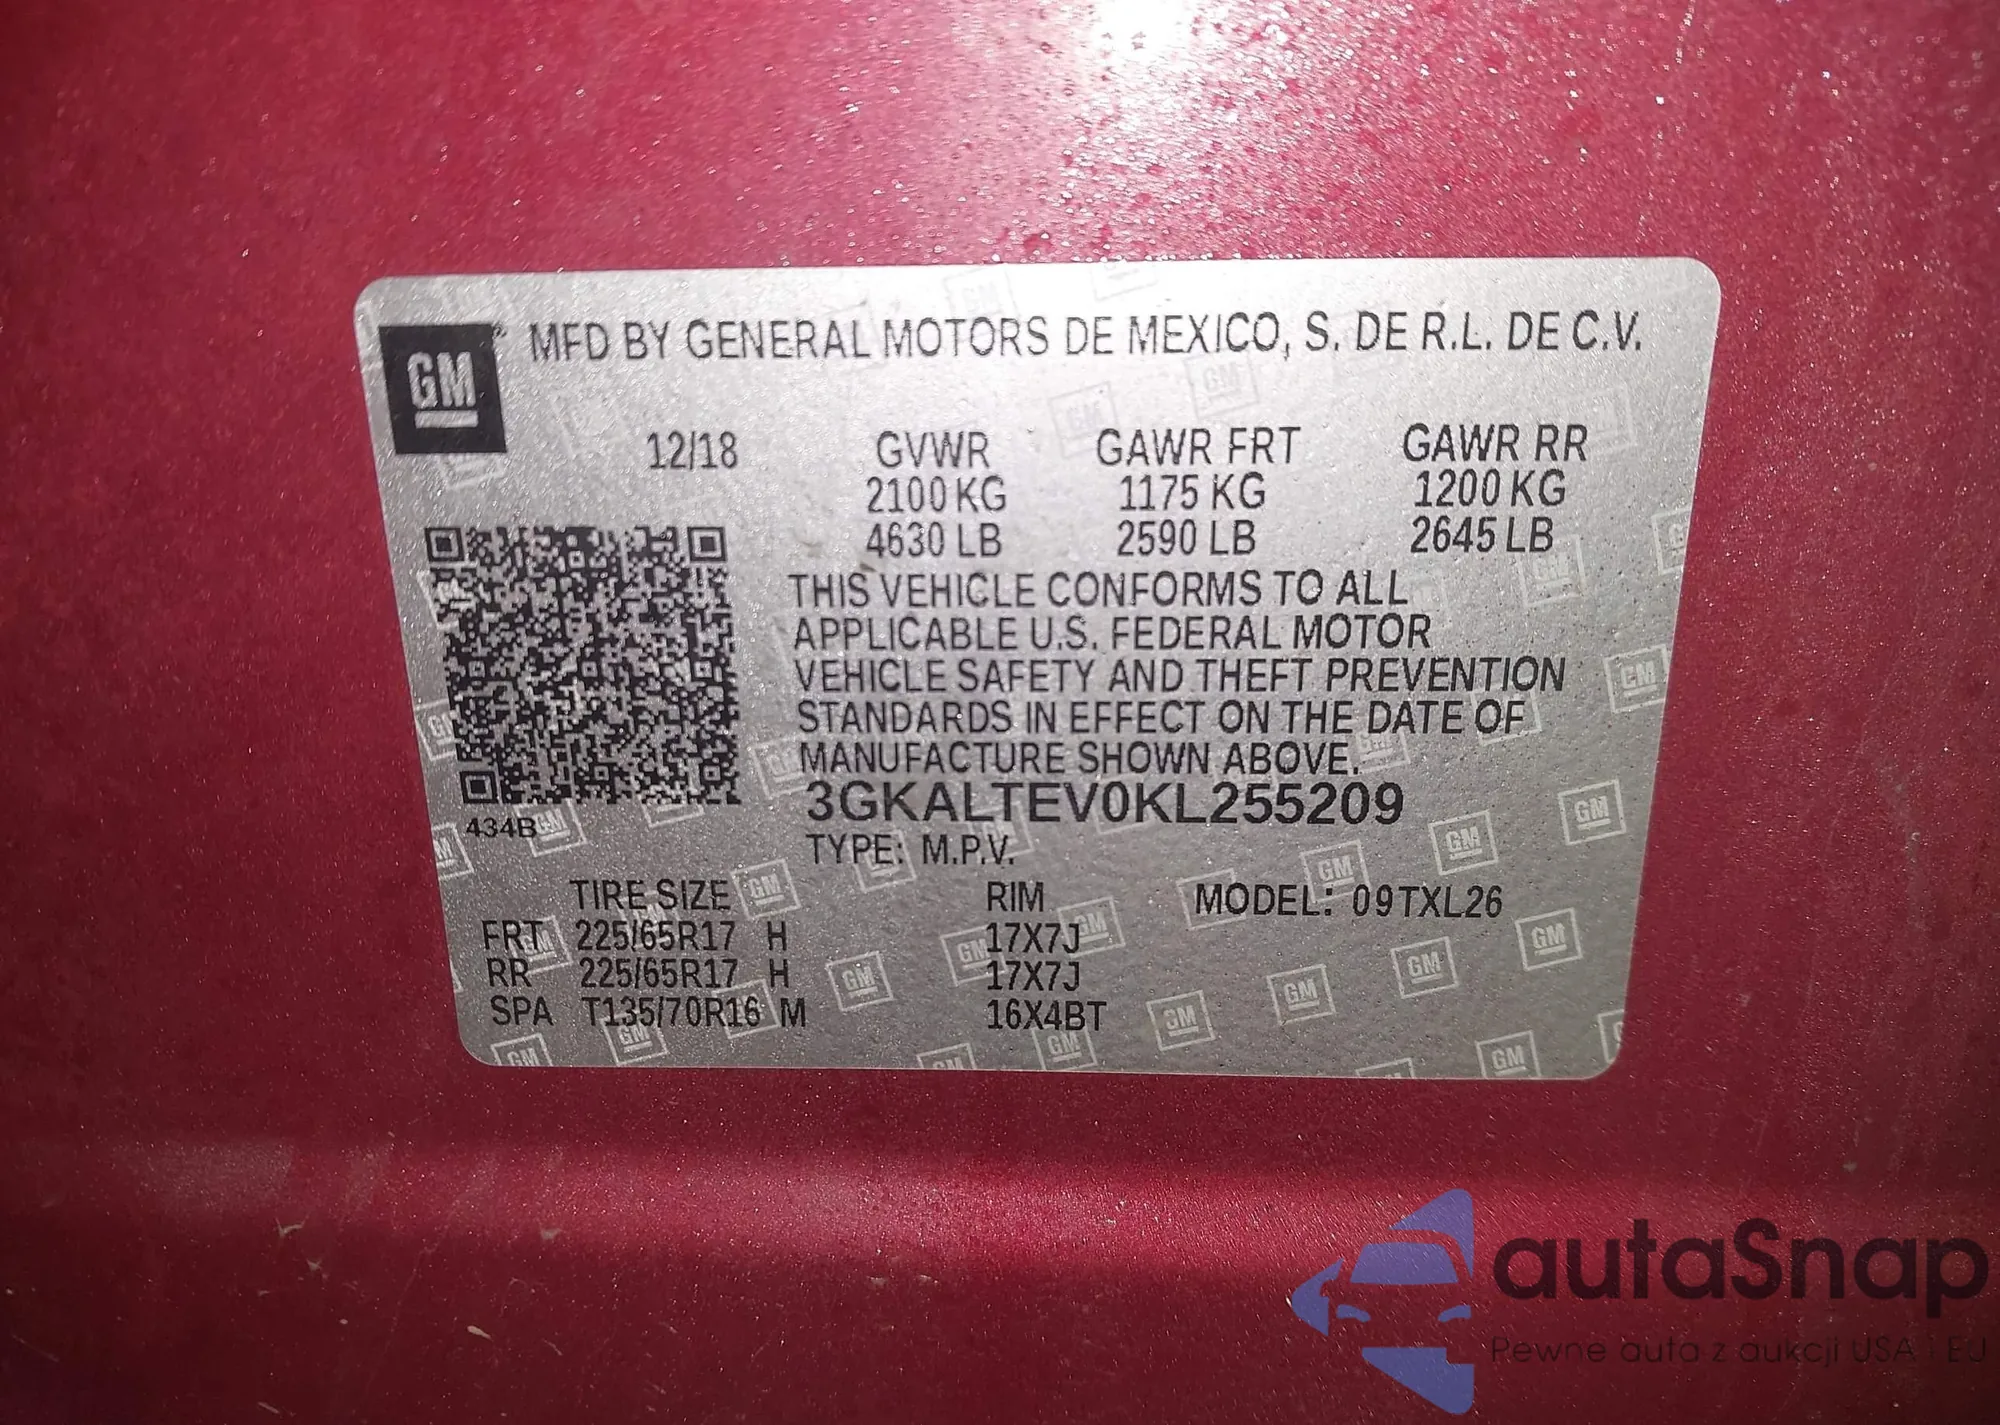 GM
MFD BY GENERAL MOTORS DE MEXICO, S. DE R.L. DE C.V.
12/18 GVWR GAWR FRT GAWR RR
2100 KG 1175 KG 1200 KG
4630 LB 2590 LB 2645 LB
THIS VEHICLE CONFORMS TO ALL
APPLICABLE U.S. FEDERAL MOTOR
VEHICLE SAFETY AND THEFT PREVENTION
STANDARDS IN EFFECT ON THE DATE OF
MANUFACTURE SHOWN ABOVE.
3GKALTEV0KL255209
434B
TYPE: M.P.V.
TIRE SIZE RIM MODEL: 09TXL26
FRT 225/65R17 H 17X7J
RR 225/65R17 H 17X7J
SPA T135/70R16 M 16X4BT
autaSnap
Pewne auta z aukcji USA i EU